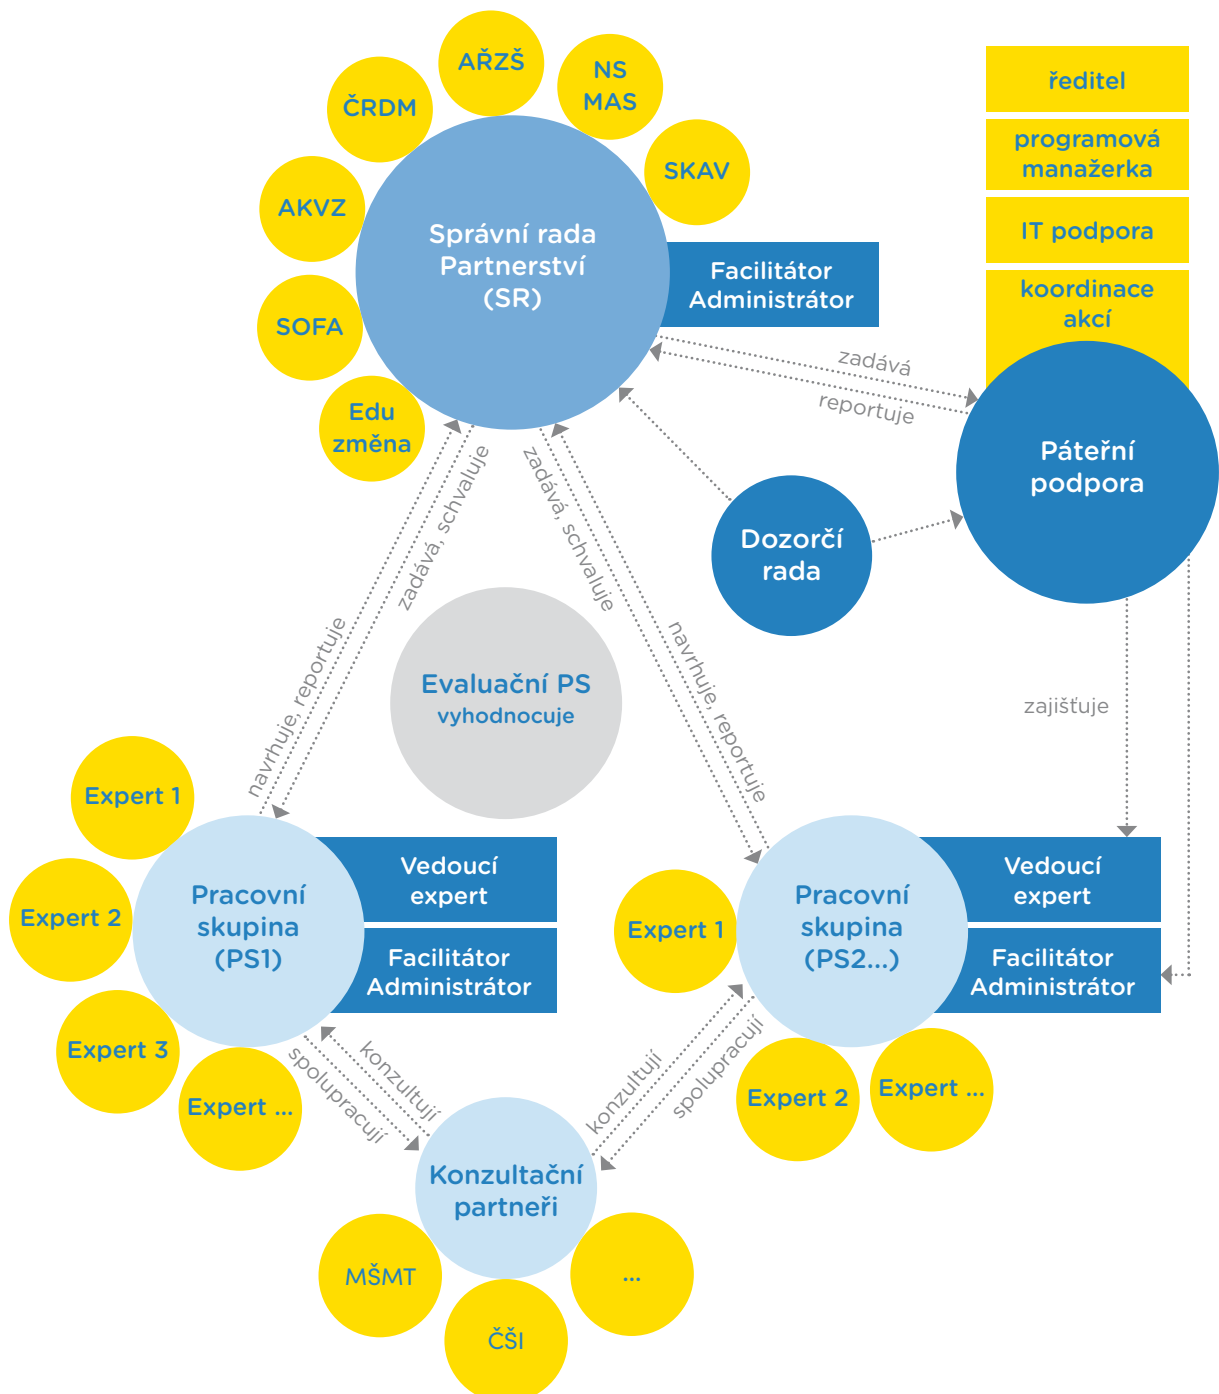 AŘZŠ
NS
MAS
ČRDM
SKAV
AKVZ
SOFA
Edu
změna
Správní rada
Partnerství
(SR)
Facilitátor
Administrátor
ředitel
programová
manažerka
IT podpora
koordinace
akcí
Páteřní
podpora
zadává
reportuje
Dozorčí
rada
zadává, schvaluje
navrhuje, reportuje
zadává, schvaluje
navrhuje, reportuje
Evaluační PS
vyhodnocuje
zajišťuje
Expert 1
Expert 2
Expert 3
Expert ...
Pracovní
skupina
(PS1)
Vedoucí
expert
Facilitátor
Administrátor
Expert 1
Pracovní
skupina
(PS2...)
Vedoucí
expert
Facilitátor
Administrátor
Expert 2
Expert ...
konzultují
spolupracují
konzultují
spolupracují
Konzultační
partneři
MŠMT
ČŠI
...